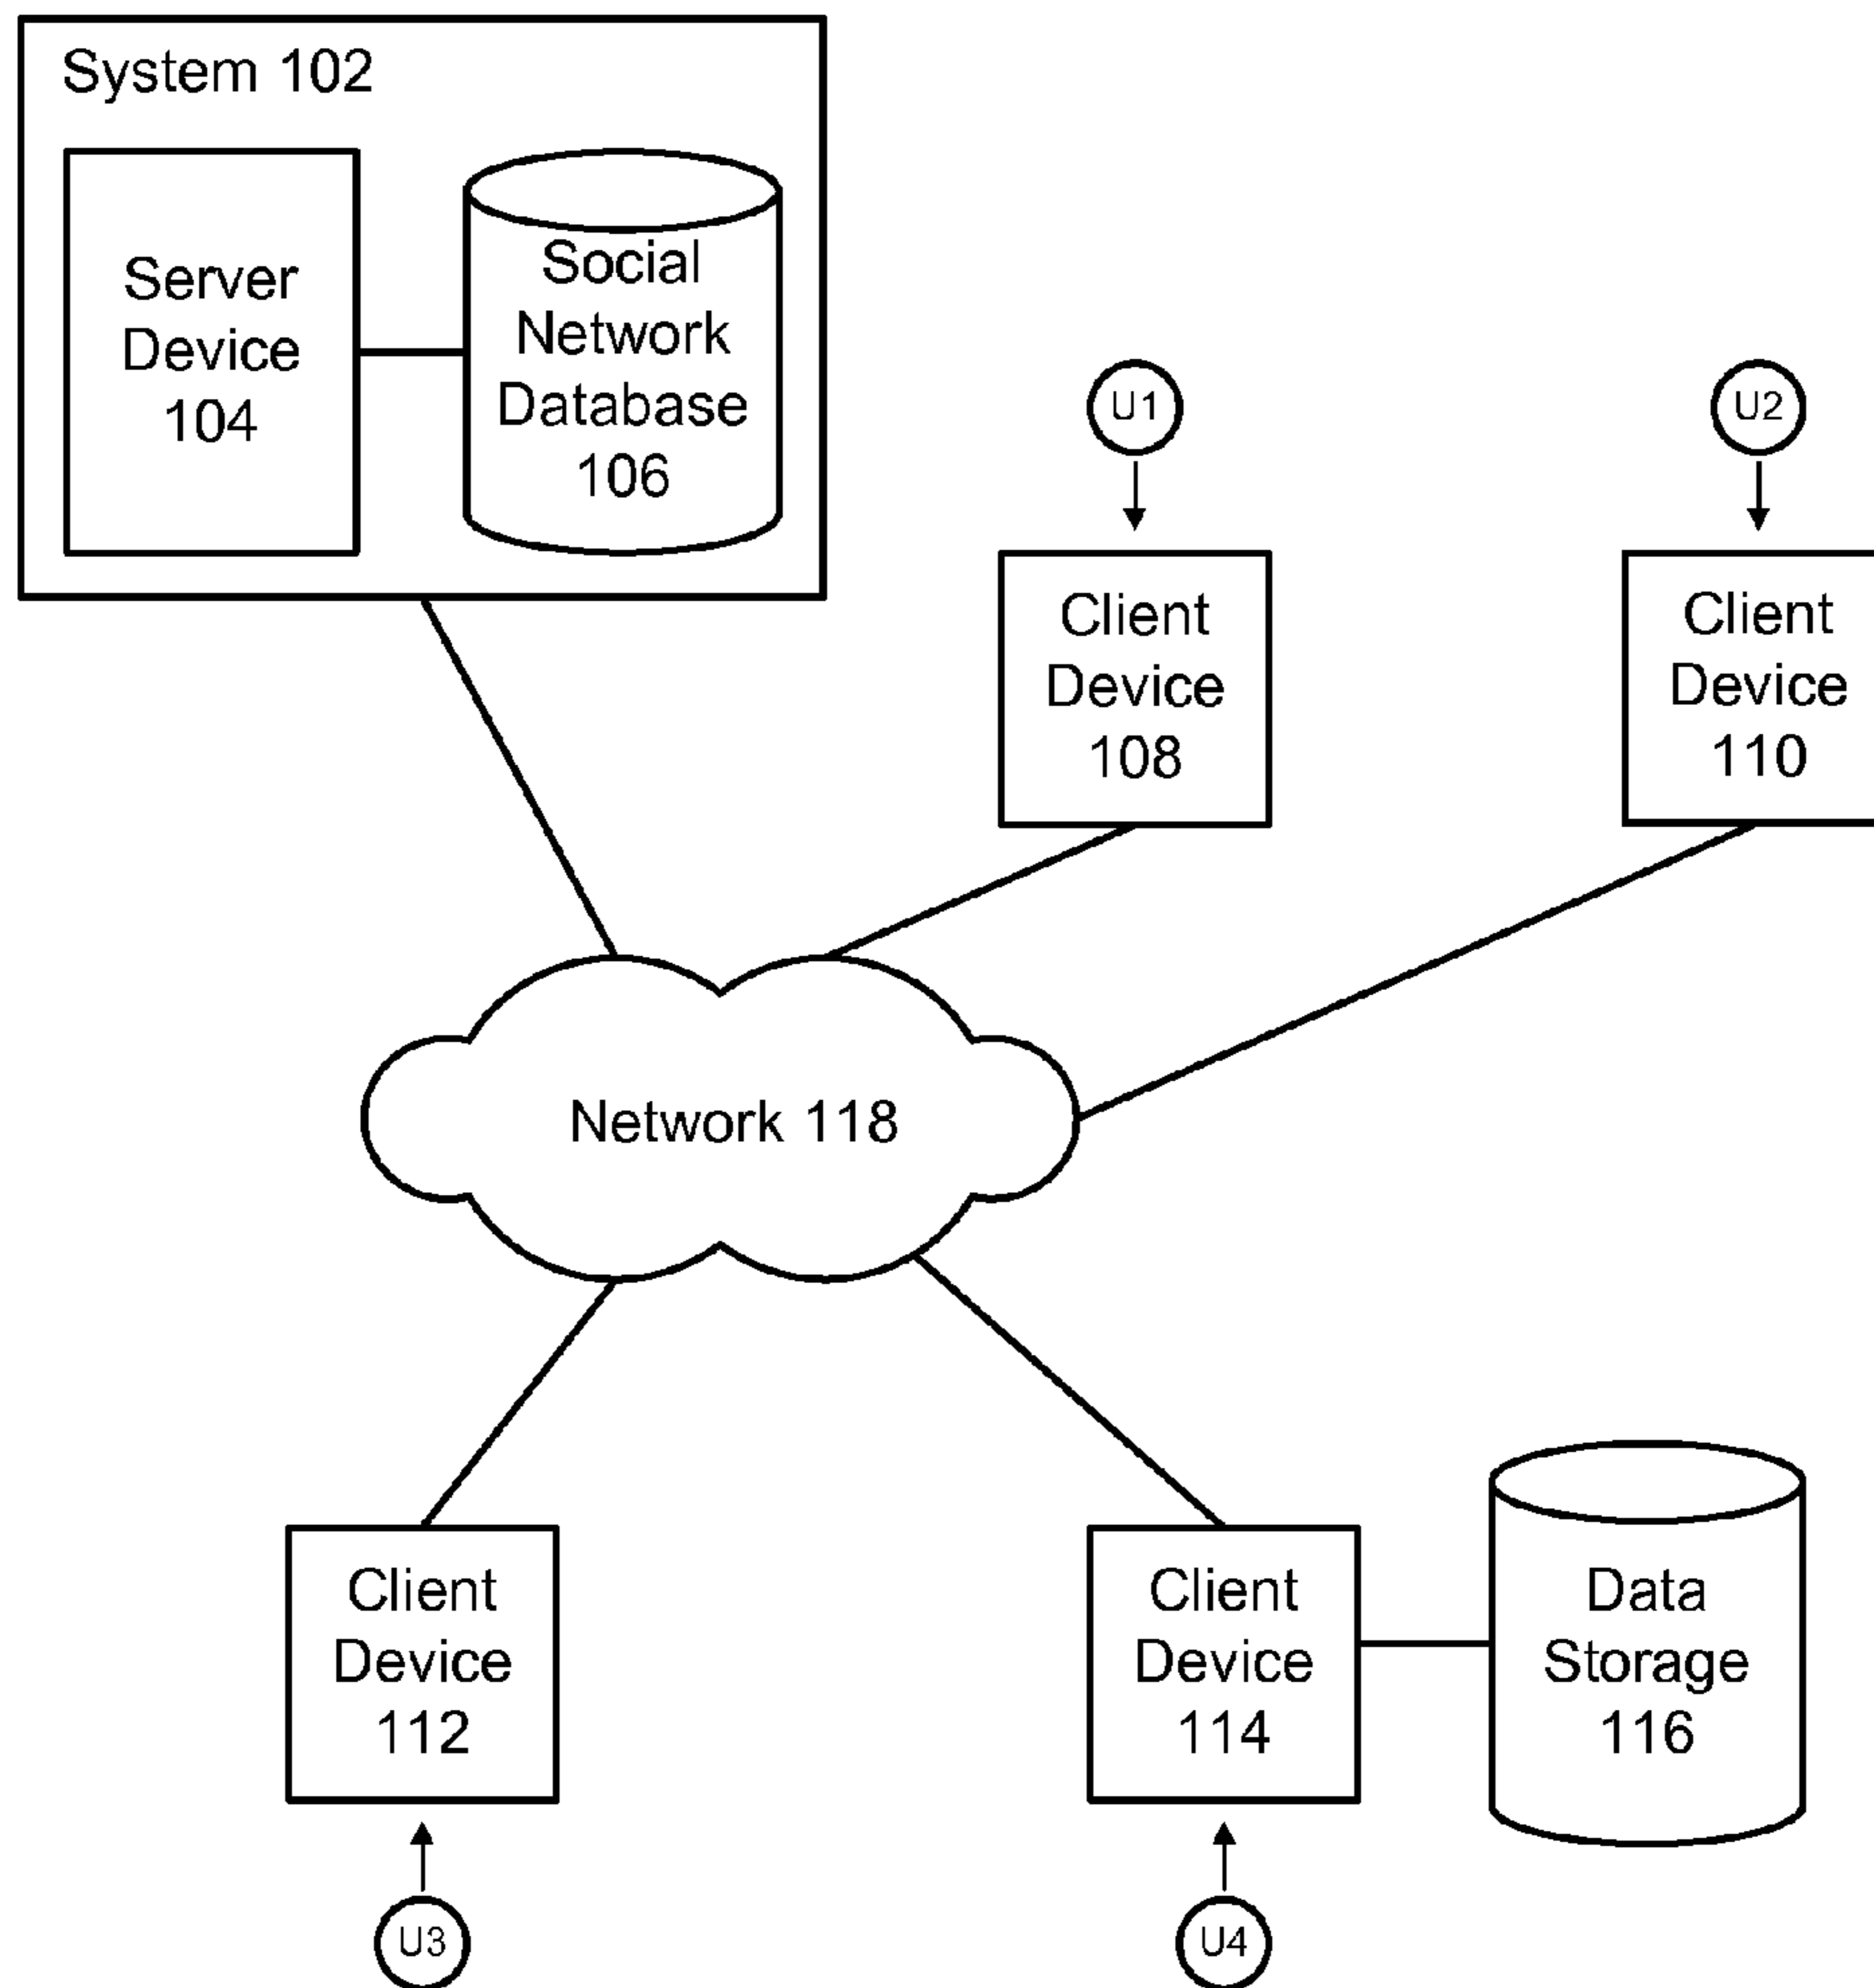 System 102
Server
Device
104
Social
Network
Database
106
U1
U2
Client
Device
108
Client
Device
110
Network 118
Client
Device
112
Client
Device
114
Data
Storage
116
U3
U4